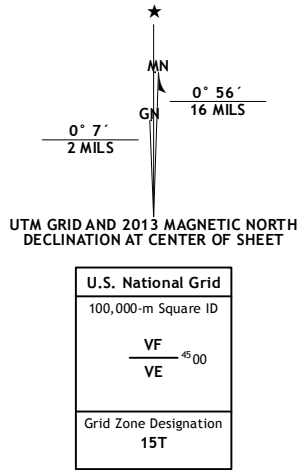 ★
MN
0° 56´
16 MILS
GN
0° 7´
2 MILS
UTM GRID AND 2013 MAGNETIC NORTH
DECLINATION AT CENTER OF SHEET
U.S. National Grid
100,000-m Square ID
VF
4500
VE
Grid Zone Designation
15T